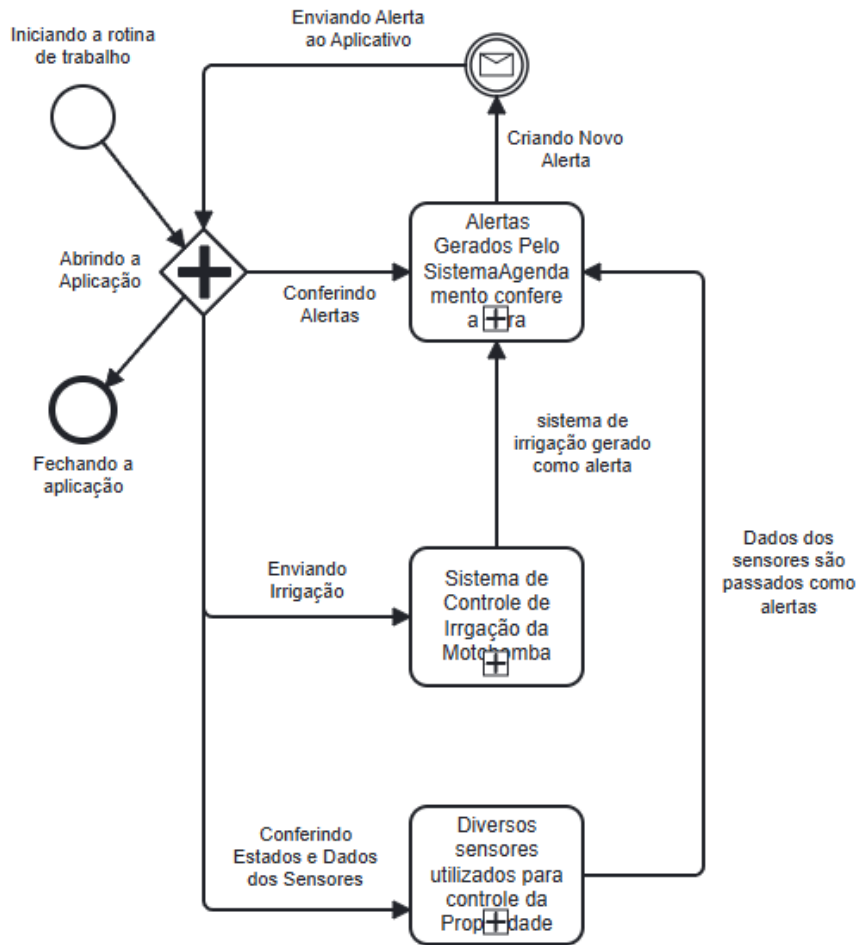 Iniciando a rotina
de trabalho
Enviando Alerta
ao Aplicativo
Criando Novo
Alerta
Abrindo a
Aplicação
Conferindo
Alertas
Alertas
Gerados Pelo
SistemaAgenda
mento confere
a
Fechando a
aplicação
sistema de
irrigação gerado
como alerta
Enviando
Irrigação
Sistema de
Controle de
Irrgação da
Motobomba
Dados dos
sensores são
passados como
alertas
Conferindo
Estados e Dados
dos Sensores
Diversos
sensores
utilizados para
controle da
Propriedade